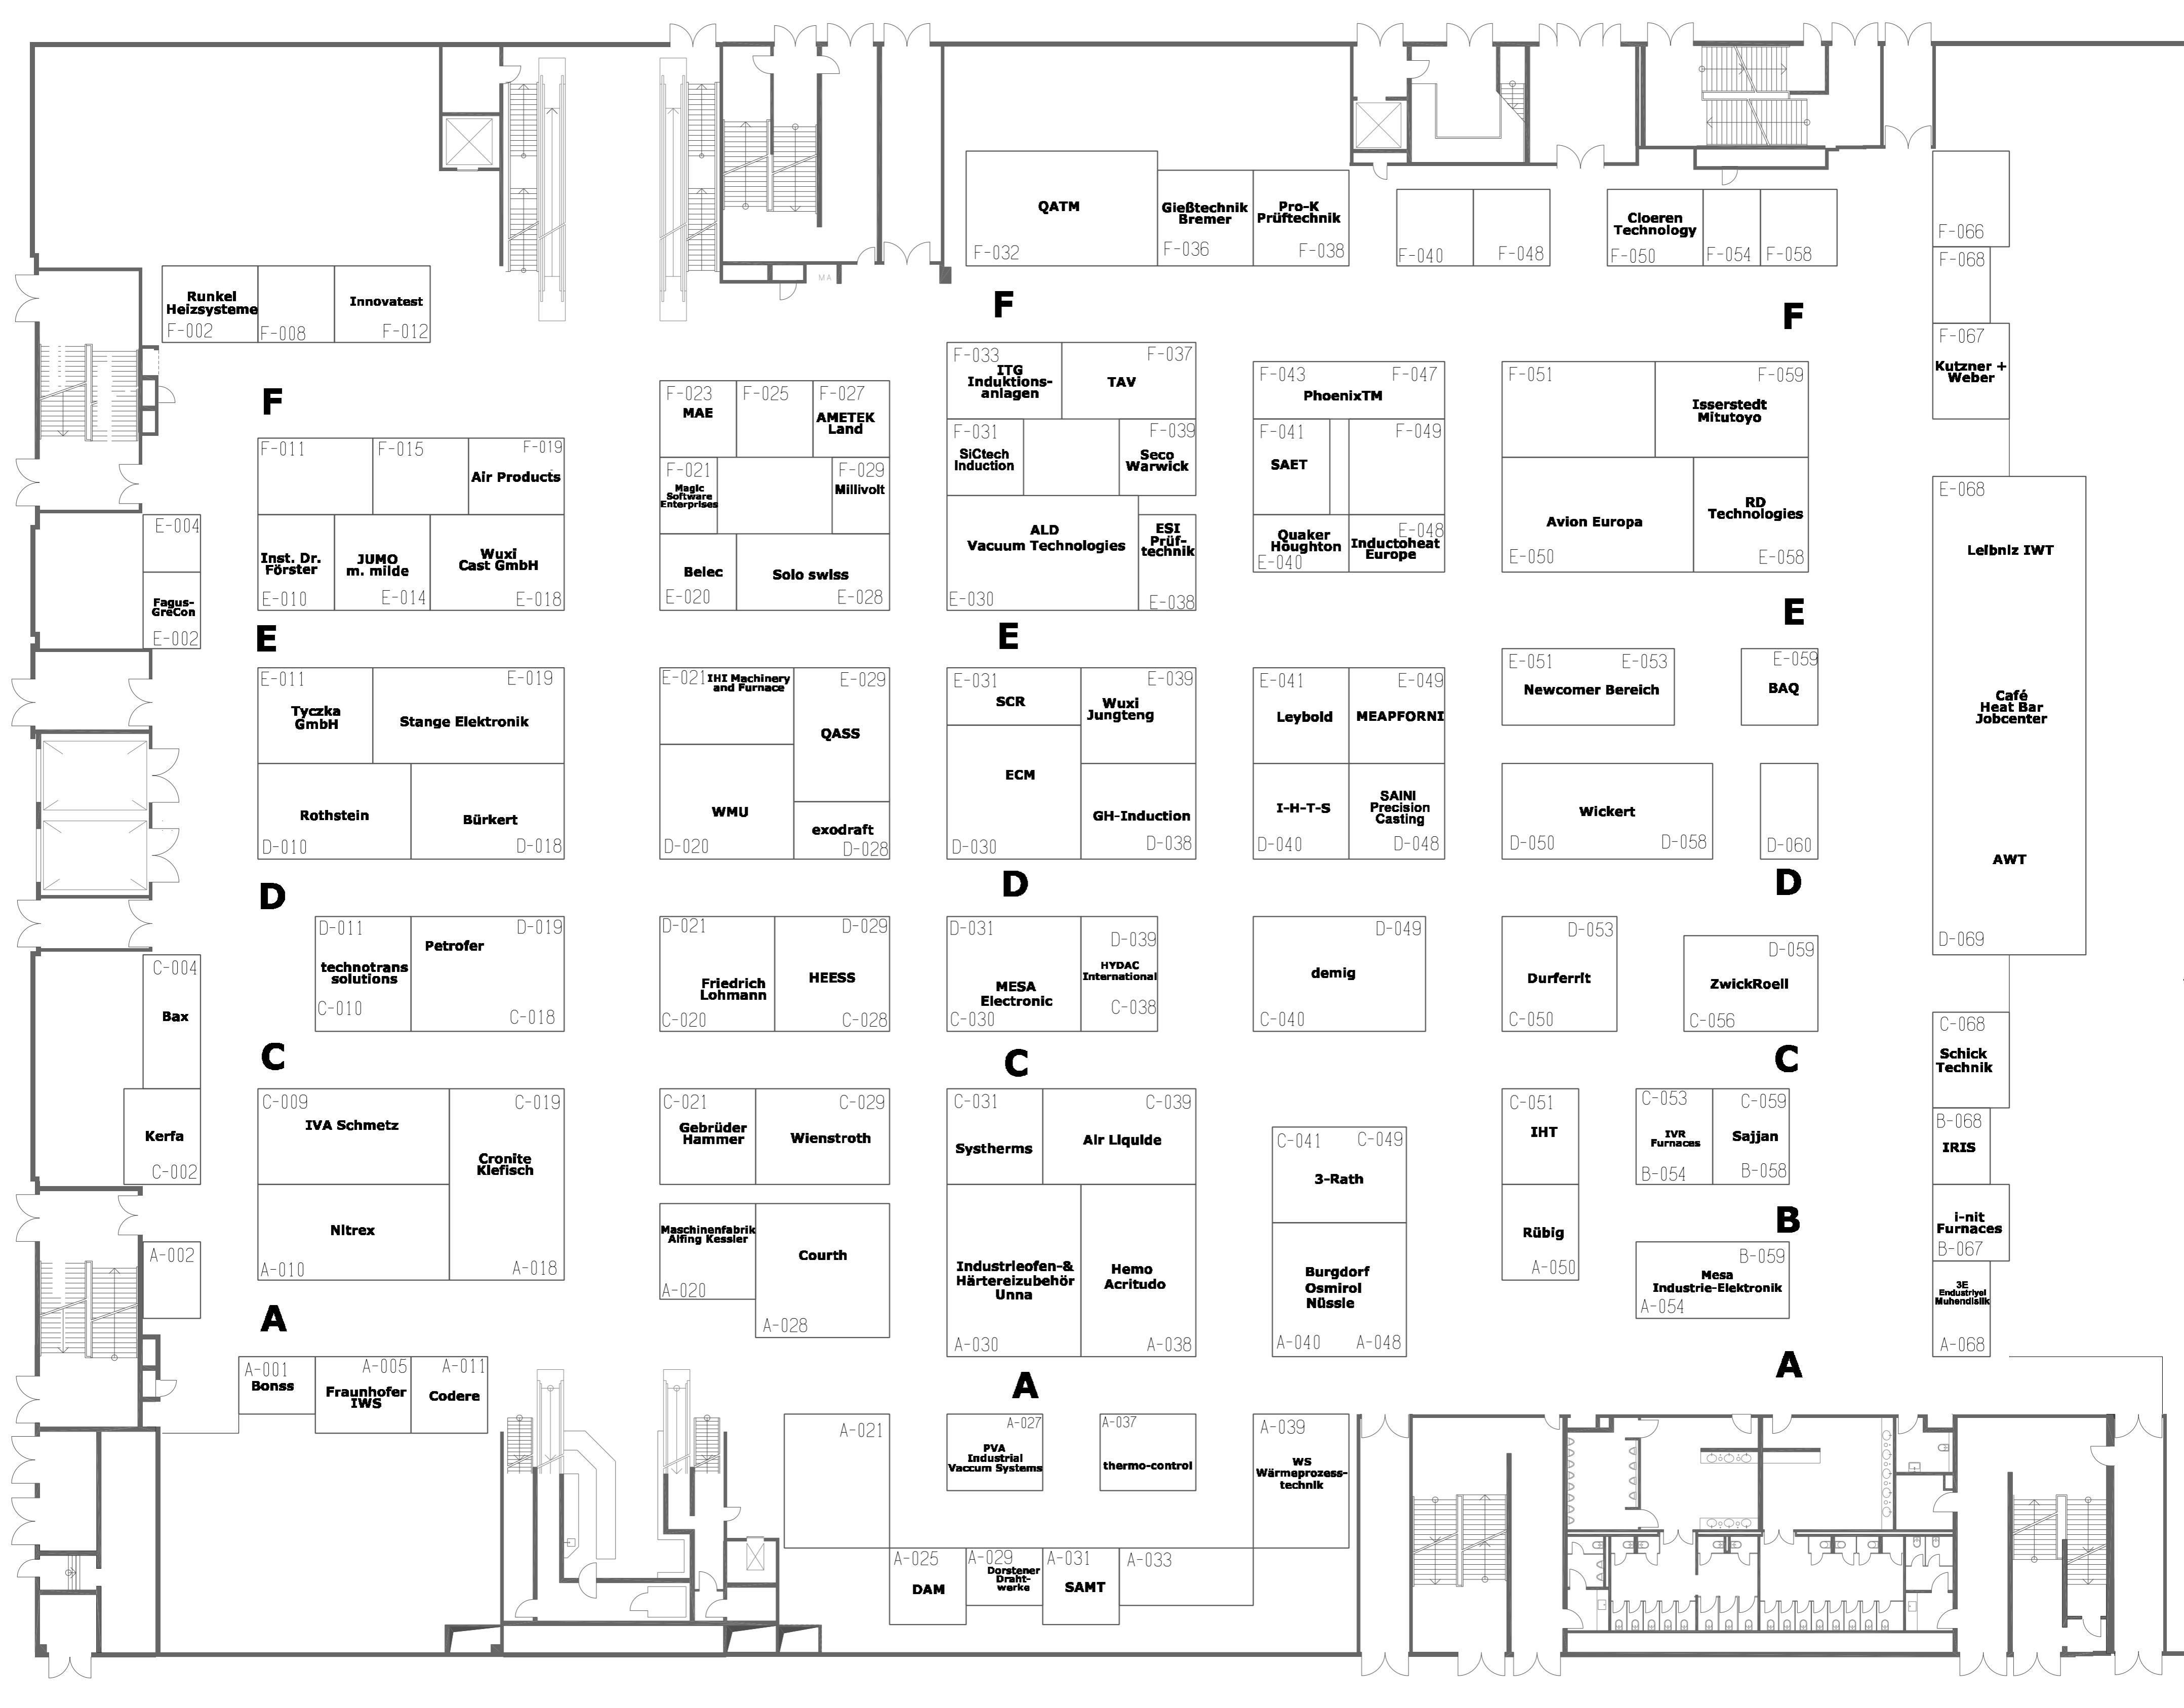 MA
QATM
F-032
Gießtechnik
Bremer
F-036
Pro-K
Prüftechnik
F-038
F-040
F-048
Cloeren
Technology
F-050
F-054
F-058
F-066
F-068
F-067
Kutzner +
Weber
Runkel
Heizsysteme
F-002
F-008
Innovatest
F-012
F
F
F
F-023
MAE
F-025
F-027
AMETEK
Land
F-021
Magic
Software
Enterprises
F-029
Millivolt
Belec
E-020
Solo swiss
E-028
F-033
ITG
Induktions-
anlagen
F-037
TAV
F-031
SiCtech
Induction
F-039
Seco
Warwick
ALD
Vacuum Technologies
E-030
ESI
Prüf-
technik
E-038
F-043
F-047
PhoenixTM
F-041
SAET
F-049
Quaker
Houghton
E-040
E-048
Inductoheat
Europe
F-051
F-059
Isserstedt
Mitutoyo
Avion Europa
E-050
RD
Technologies
E-058
F-011
F-015
F-019
Air Products
Inst. Dr.
Förster
E-010
JUMO
m. milde
E-014
Wuxi
Cast GmbH
E-018
E-004
Fagus-
GreCon
E-002
E-068
Leibniz IWT
Café
Heat Bar
Jobcenter
AWT
D-069
E
E
E
E-011
Tyczka
GmbH
E-019
Stange Elektronik
Rothstein
D-010
Bürkert
D-018
E-021
IHI Machinery
and Furnace
E-029
QASS
WMU
D-020
exodraft
D-028
E-031
SCR
E-039
Wuxi
Jungteng
ECM
D-030
GH-Induction
D-038
E-041
Leybold
E-049
MEAPFORNI
I-H-T-S
D-040
SAINI
Precision
Casting
D-048
E-051
E-053
Newcomer Bereich
E-059
BAQ
Wickert
D-050
D-058
D-060
D
D
D
D-011
technotrans
solutions
C-010
D-019
Petrofer
C-018
D-021
Friedrich
Lohmann
C-020
D-029
HEESS
C-028
D-031
MESA
Electronic
C-030
D-039
HYDAC
International
C-038
D-049
demig
C-040
D-053
Durferrit
C-050
D-059
ZwickRoell
C-056
C-004
Bax
Kerfa
C-002
C
C
C
C-068
Schick
Technik
B-068
IRIS
i-nit
Furnaces
B-067
3E
Endustriyel
Muhendislik
A-068
C-009
IVA Schmetz
C-019
Cronite
Klefisch
Nitrex
A-010
A-018
C-021
Gebrüder
Hammer
C-029
Wienstroth
Maschinenfabrik
Alfing Kessler
A-020
Courth
A-028
C-031
Systherms
C-039
Air Liquide
Industrieofen-&
Härtereizubehör
Unna
A-030
Hemo
Acritudo
A-038
C-041
C-049
3-Rath
Burgdorf
Osmirol
Nüssle
A-040
A-048
C-051
IHT
Rübig
A-050
C-053
IVR
Furnaces
B-054
C-059
Sajjan
B-058
B
B-059
Mesa
Industrie-Elektronik
A-054
A-002
A
A
A
A-001
Bonss
A-005
Fraunhofer
IWS
A-011
Codere
A-021
A-027
PVA
Industrial
Vaccum Systems
A-037
thermo-control
A-039
WS
Wärmeprozess-
technik
A-025
DAM
A-029
Dorstener
Draht-
werke
A-031
SAMT
A-033